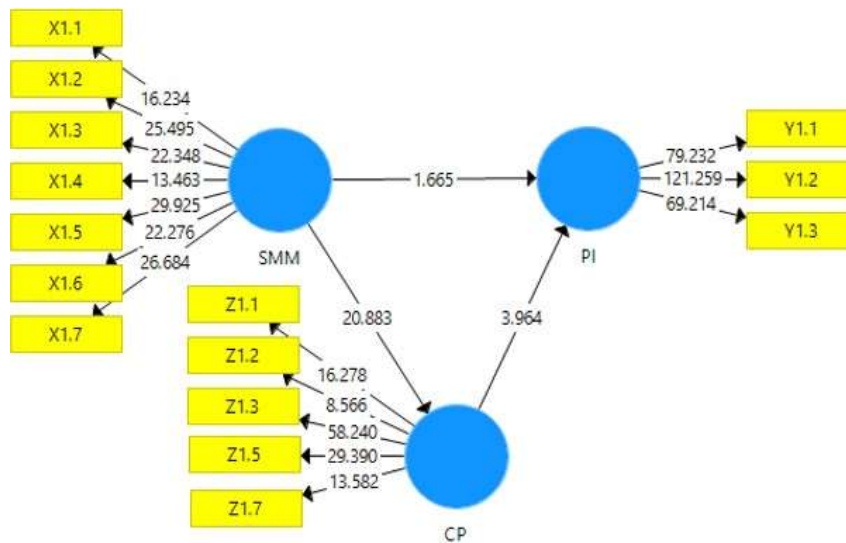 X1.1
X1.2
X1.3
X1.4
X1.5
X1.6
X1.7
16.234
25.495
22.348
13.463
29.925
22.276
26.684
SMM
1.665
PI
79.232
121.259
69.214
Y1.1
Y1.2
Y1.3
20.883
3.964
Z1.1
Z1.2
Z1.3
Z1.5
Z1.7
16.278
8.566
58.240
29.390
13.582
CP